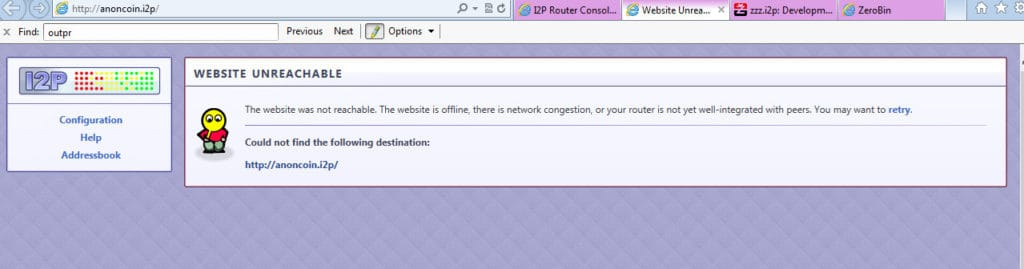 http://anoncoin.i2p/
I2P Router Consol...
Website Unrea...
zzz.i2p: Developm...
ZeroBin
x Find: outpr Previous Next Options
I2P
WEBSITE UNREACHABLE
Configuration
Help
Addressbook
The website was not reachable. The website is offline, there is network congestion, or your router is not yet well-integrated with peers. You may want to retry.
Could not find the following destination:
http://anoncoin.i2p/